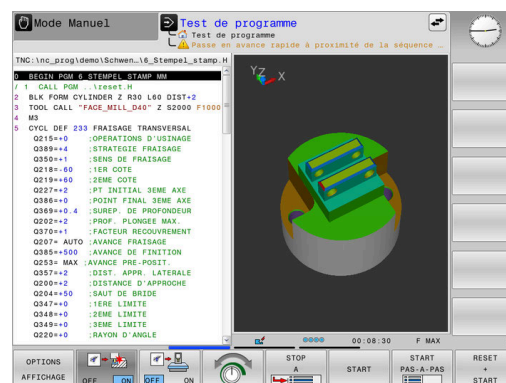 Mode Manuel
Test de programme
Test de programme
Passe en avance rapide à proximité de la séquence …
TNC:\nc_prog\demo\Schwen…\6_Stempel_stamp.H
0 BEGIN PGM 6_STEMPEL_STAMP MM
/ 1 CALL PGM ..\reset.H
2 BLK FORM CYLINDER Z R30 L60 DIST+2
3 TOOL CALL "FACE_MILL_D40" Z S2000 F1000
4 M3
5 CYCL DEF 233 FRAISAGE TRANSVERSAL
Q215=+0 ;OPERATIONS D'USINAGE
Q389=+4 ;STRATEGIE FRAISAGE
Q350=+1 ;SENS DE FRAISAGE
Q218=-60 ;1ER COTE
Q219=+60 ;2EME COTE
Q227=+2 ;PT INITIAL 3EME AXE
Q386=+0 ;POINT FINAL 3EME AXE
Q369=+0.4 ;SUREP. DE PROFONDEUR
Q202=+2 ;PROF. PLONGEE MAX.
Q370=+1 ;FACTEUR RECOUVREMENT
Q207= AUTO ;AVANCE FRAISAGE
Q385=+500 ;AVANCE DE FINITION
Q253= MAX ;AVANCE PRE-POSIT.
Q357=+2 ;DIST. APPR. LATERALE
Q200=+2 ;DISTANCE D'APPROCHE
Q204=+50 ;SAUT DE BRIDE
Q347=+0 ;1ERE LIMITE
Q348=+0 ;2EME LIMITE
Q349=+0 ;3EME LIMITE
Q220=+0 ;RAYON D'ANGLE
Y Z X
00:08:30 F MAX
OPTIONS
AFFICHAGE
OFF ON
OFF ON
STOP
A
START
START
PAS-A-PAS
RESET
+
START